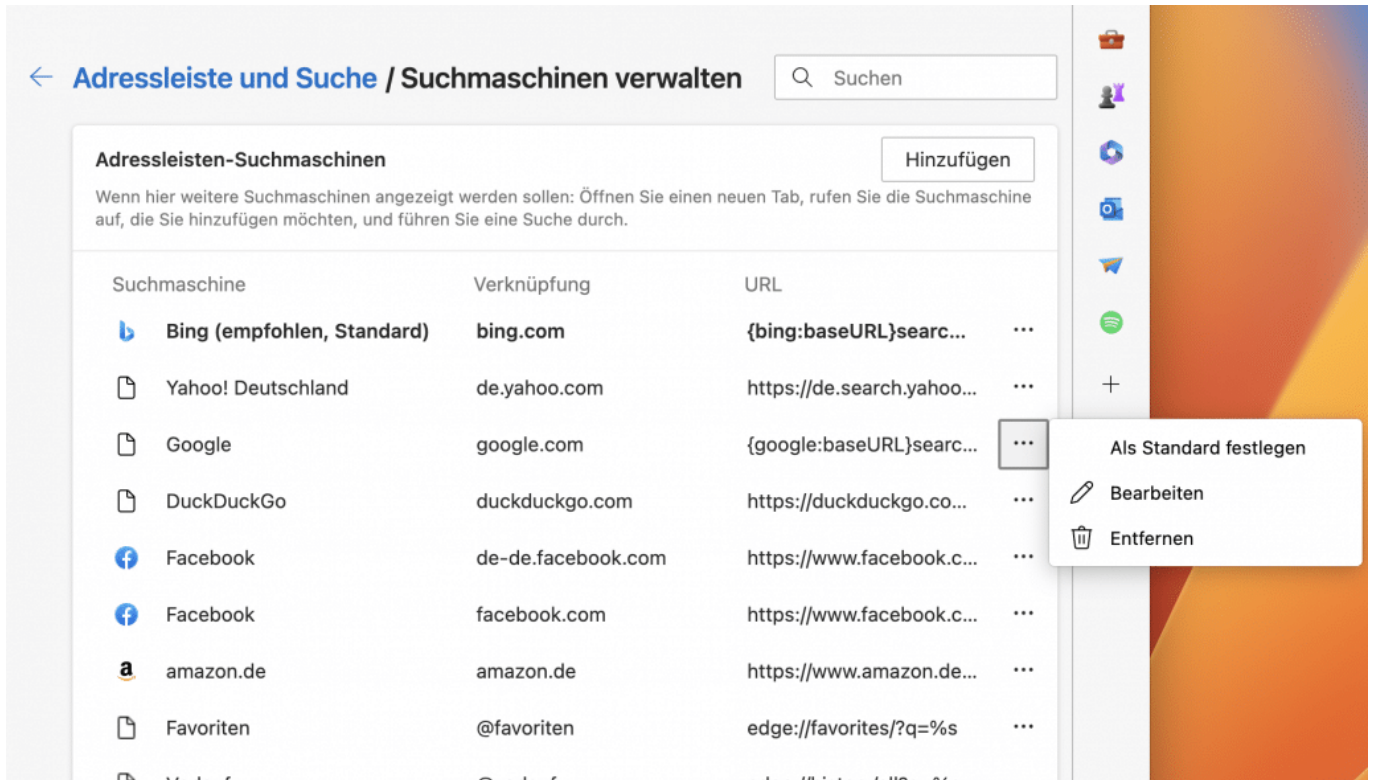 Adressleiste und Suche / Suchmaschinen verwalten
Suchen
Adressleisten-Suchmaschinen
Hinzufügen
Wenn hier weitere Suchmaschinen angezeigt werden sollen: Öffnen Sie einen neuen Tab, rufen Sie die Suchmaschine
auf, die Sie hinzufügen möchten, und führen Sie eine Suche durch.
Suchmaschine Verknüpfung URL
Bing (empfohlen, Standard) bing.com {bing:baseURL}searc...
Yahoo! Deutschland de.yahoo.com https://de.search.yahoo...
Google google.com {google:baseURL}searc...
DuckDuckGo duckduckgo.com https://duckduckgo.co...
Facebook de-de.facebook.com https://www.facebook.c...
Facebook facebook.com https://www.facebook.c...
amazon.de amazon.de https://www.amazon.de...
Favoriten @favoriten edge://favorites/?q=%s
Als Standard festlegen
Bearbeiten
Entfernen